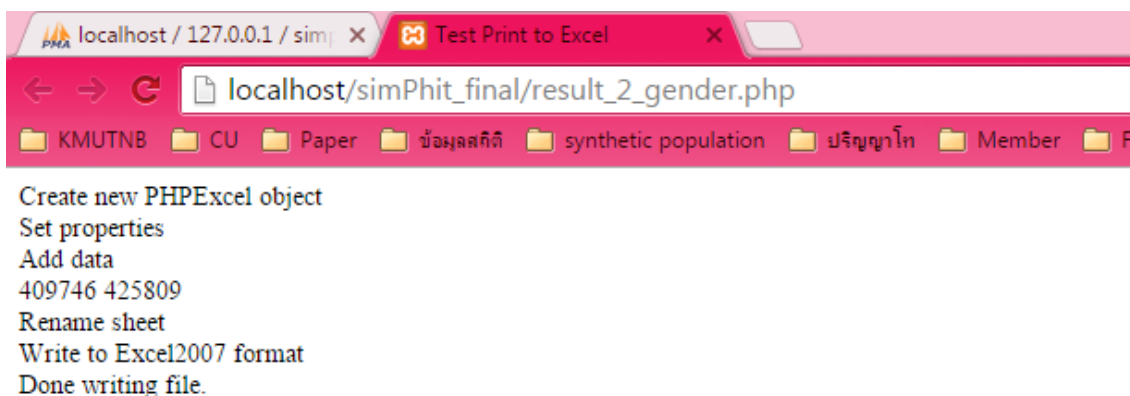 localhost / 127.0.0.1 / sim
Test Print to Excel
localhost/simPhit_final/result_2_gender.php
KMUTNB CU Paper ข้อมูลสถิติ synthetic population ปริญญาโท Member
Create new PHPExcel object
Set properties
Add data
409746 425809
Rename sheet
Write to Excel2007 format
Done writing file.